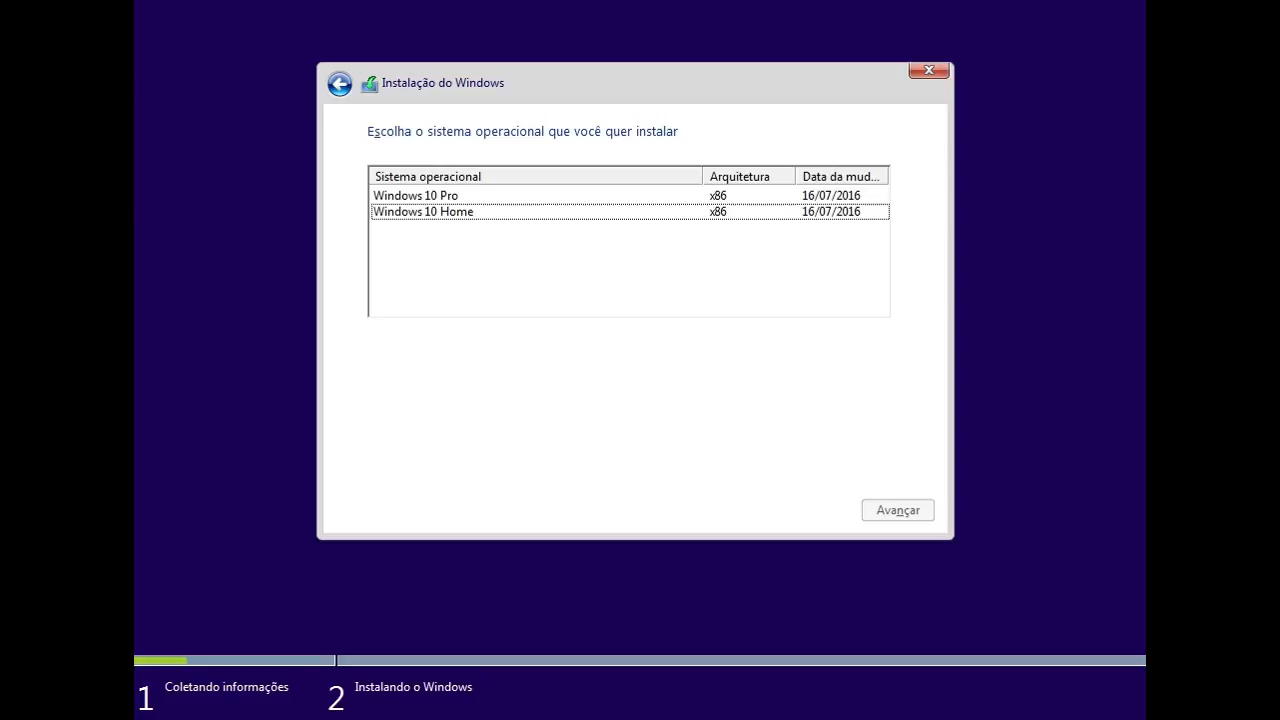 Instalação do Windows
Escolha o sistema operacional que você quer instalar
Sistema operacional Arquitetura Data da mud...
Windows 10 Pro x86 16/07/2016
Windows 10 Home x86 16/07/2016
Avançar
1 Coletando informações 2 Instalando o Windows